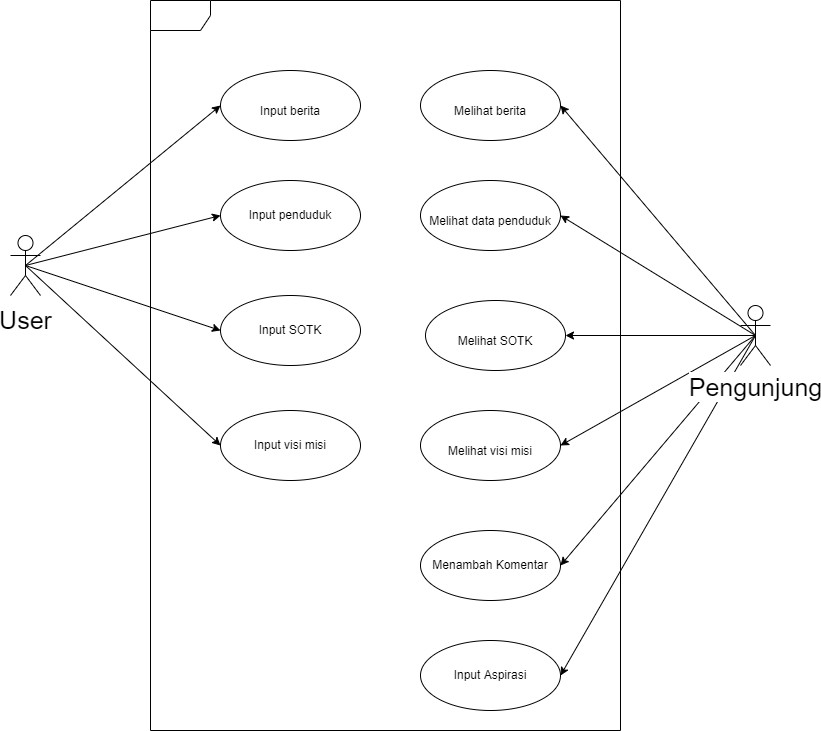 Input berita
Melihat berita
Input penduduk
Melihat data penduduk
User
Input SOTK
Melihat SOTK
Pengunjung
Input visi misi
Melihat visi misi
Menambah Komentar
Input Aspirasi